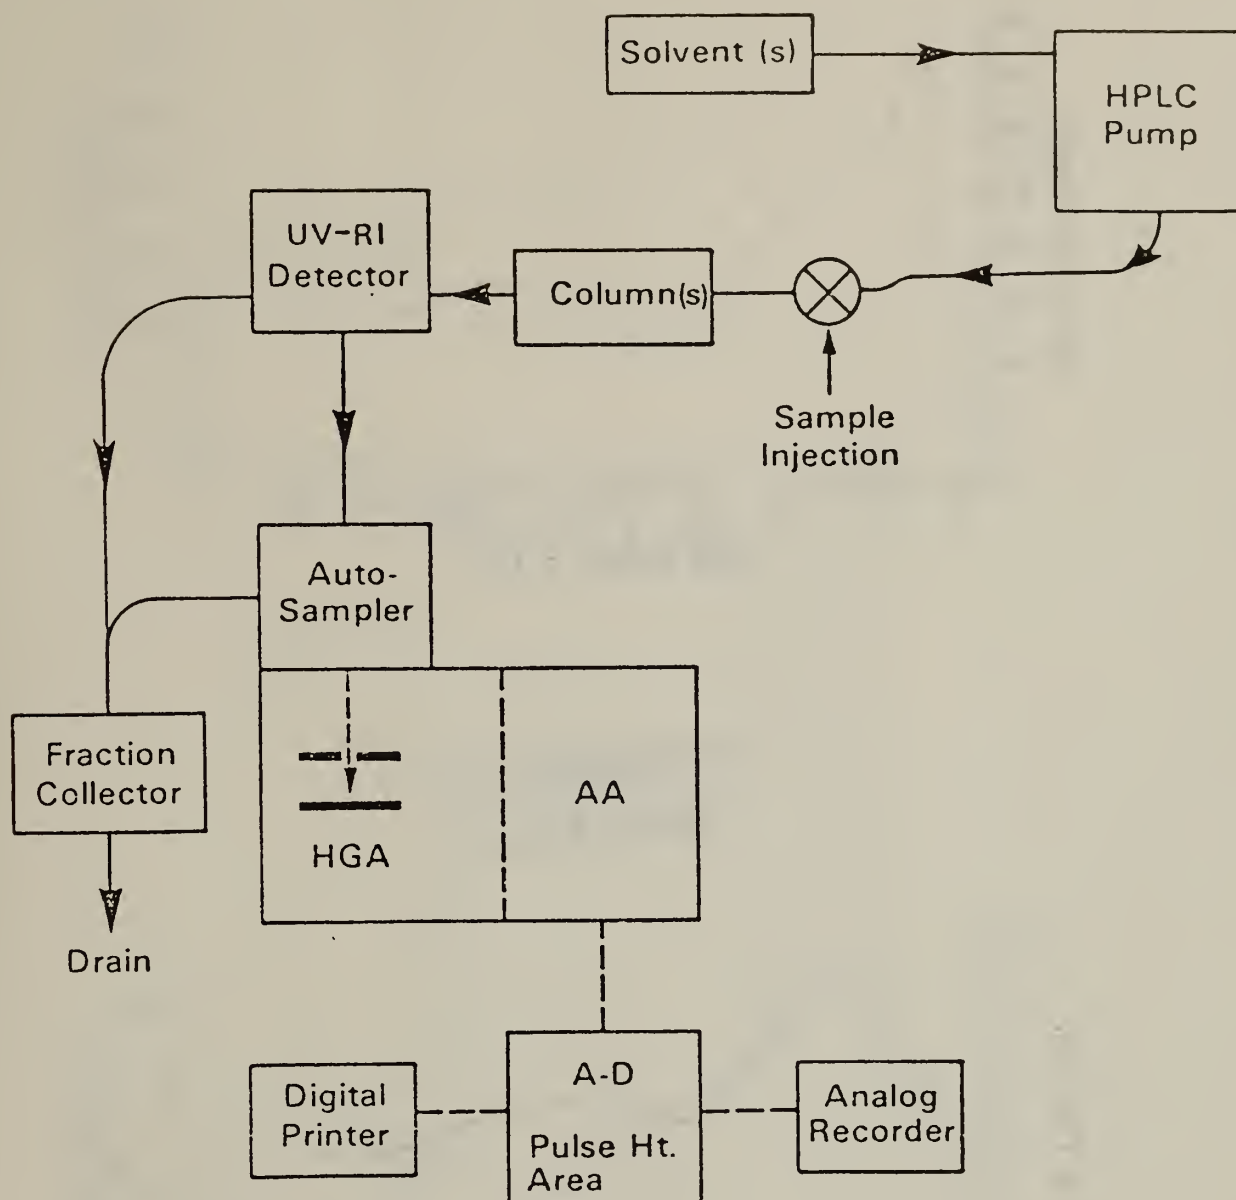 Solvent (s)
HPLC
Pump
UV-RI
Detector
Column(s)
Sample
Injection
Auto-
Sampler
Fraction
Collector
HGA
AA
Drain
A-D
Pulse Ht.
Area
Digital
Printer
Analog
Recorder